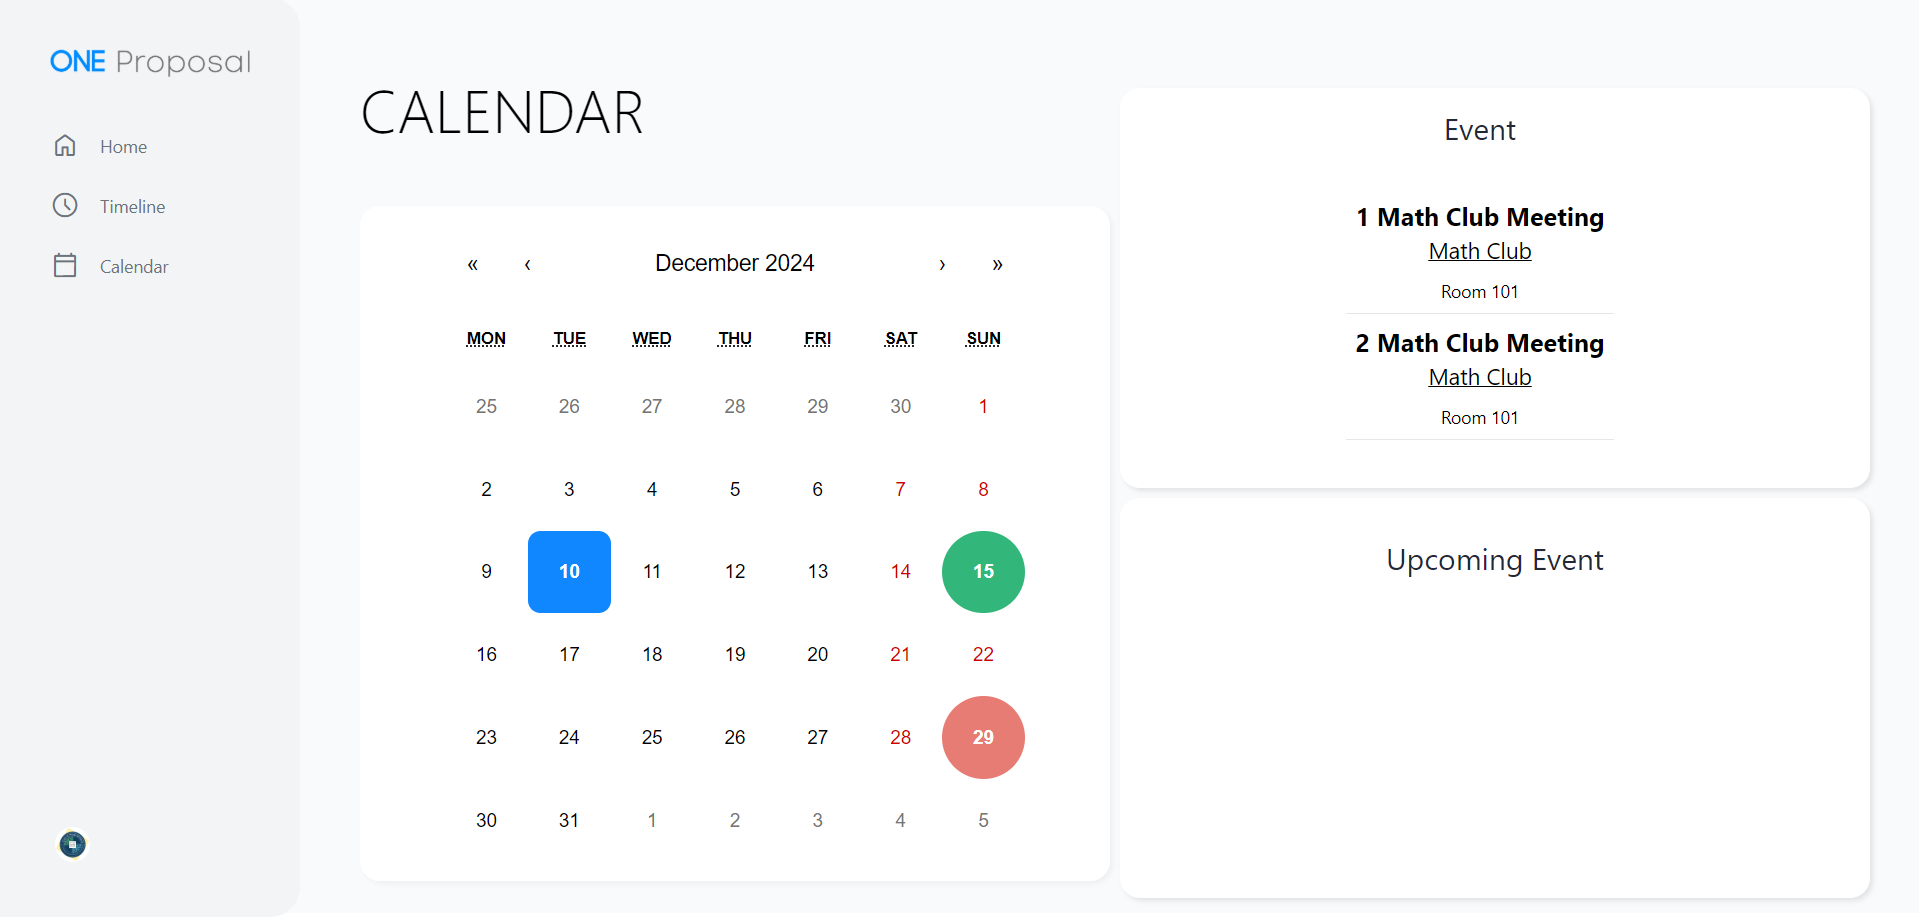 ONE Proposal
Home
Timeline
Calendar
CALENDAR
« ‹ December 2024 › »
MON TUE WED THU FRI SAT SUN
25 26 27 28 29 30 1
2 3 4 5 6 7 8
9 10 11 12 13 14 15
16 17 18 19 20 21 22
23 24 25 26 27 28 29
30 31 1 2 3 4 5
Event
1 Math Club Meeting
Math Club
Room 101
2 Math Club Meeting
Math Club
Room 101
Upcoming Event